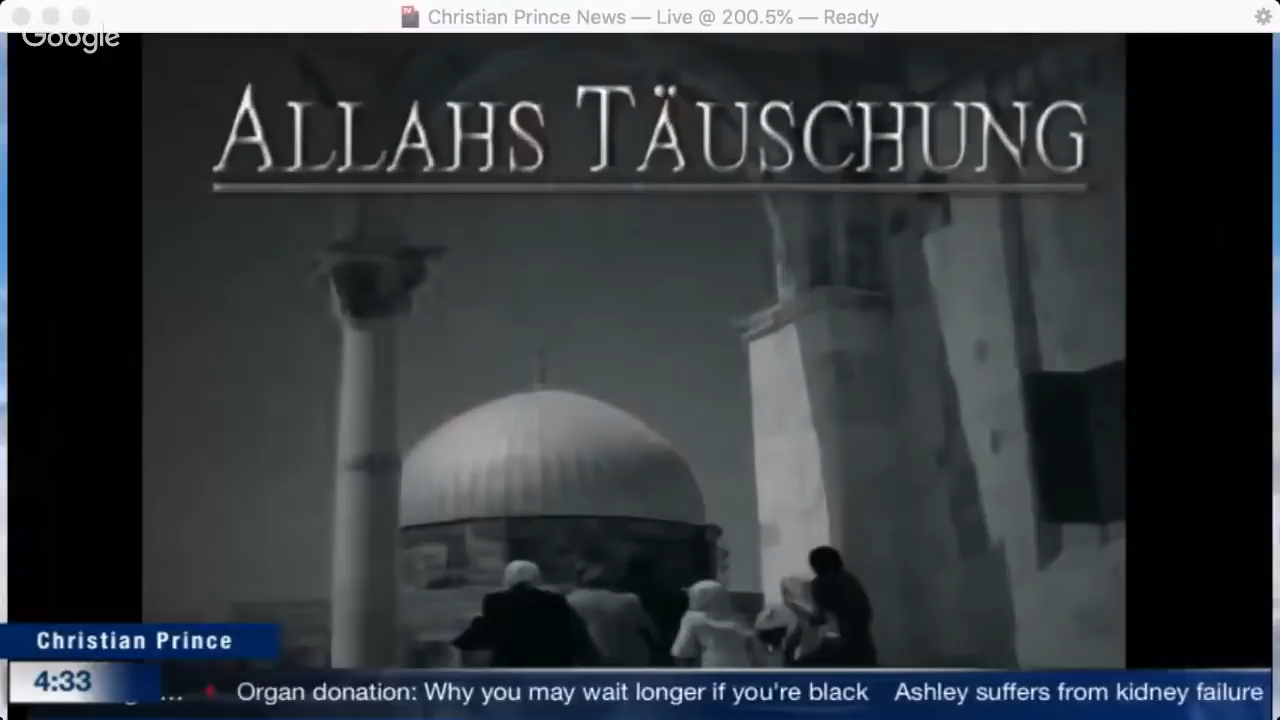 Christian Prince News — Live @ 200.5% — Ready
Google
ALLAHS TÄUSCHUNG
Christian Prince
4:33
... Organ donation: Why you may wait longer if you're black Ashley suffers from kidney failure